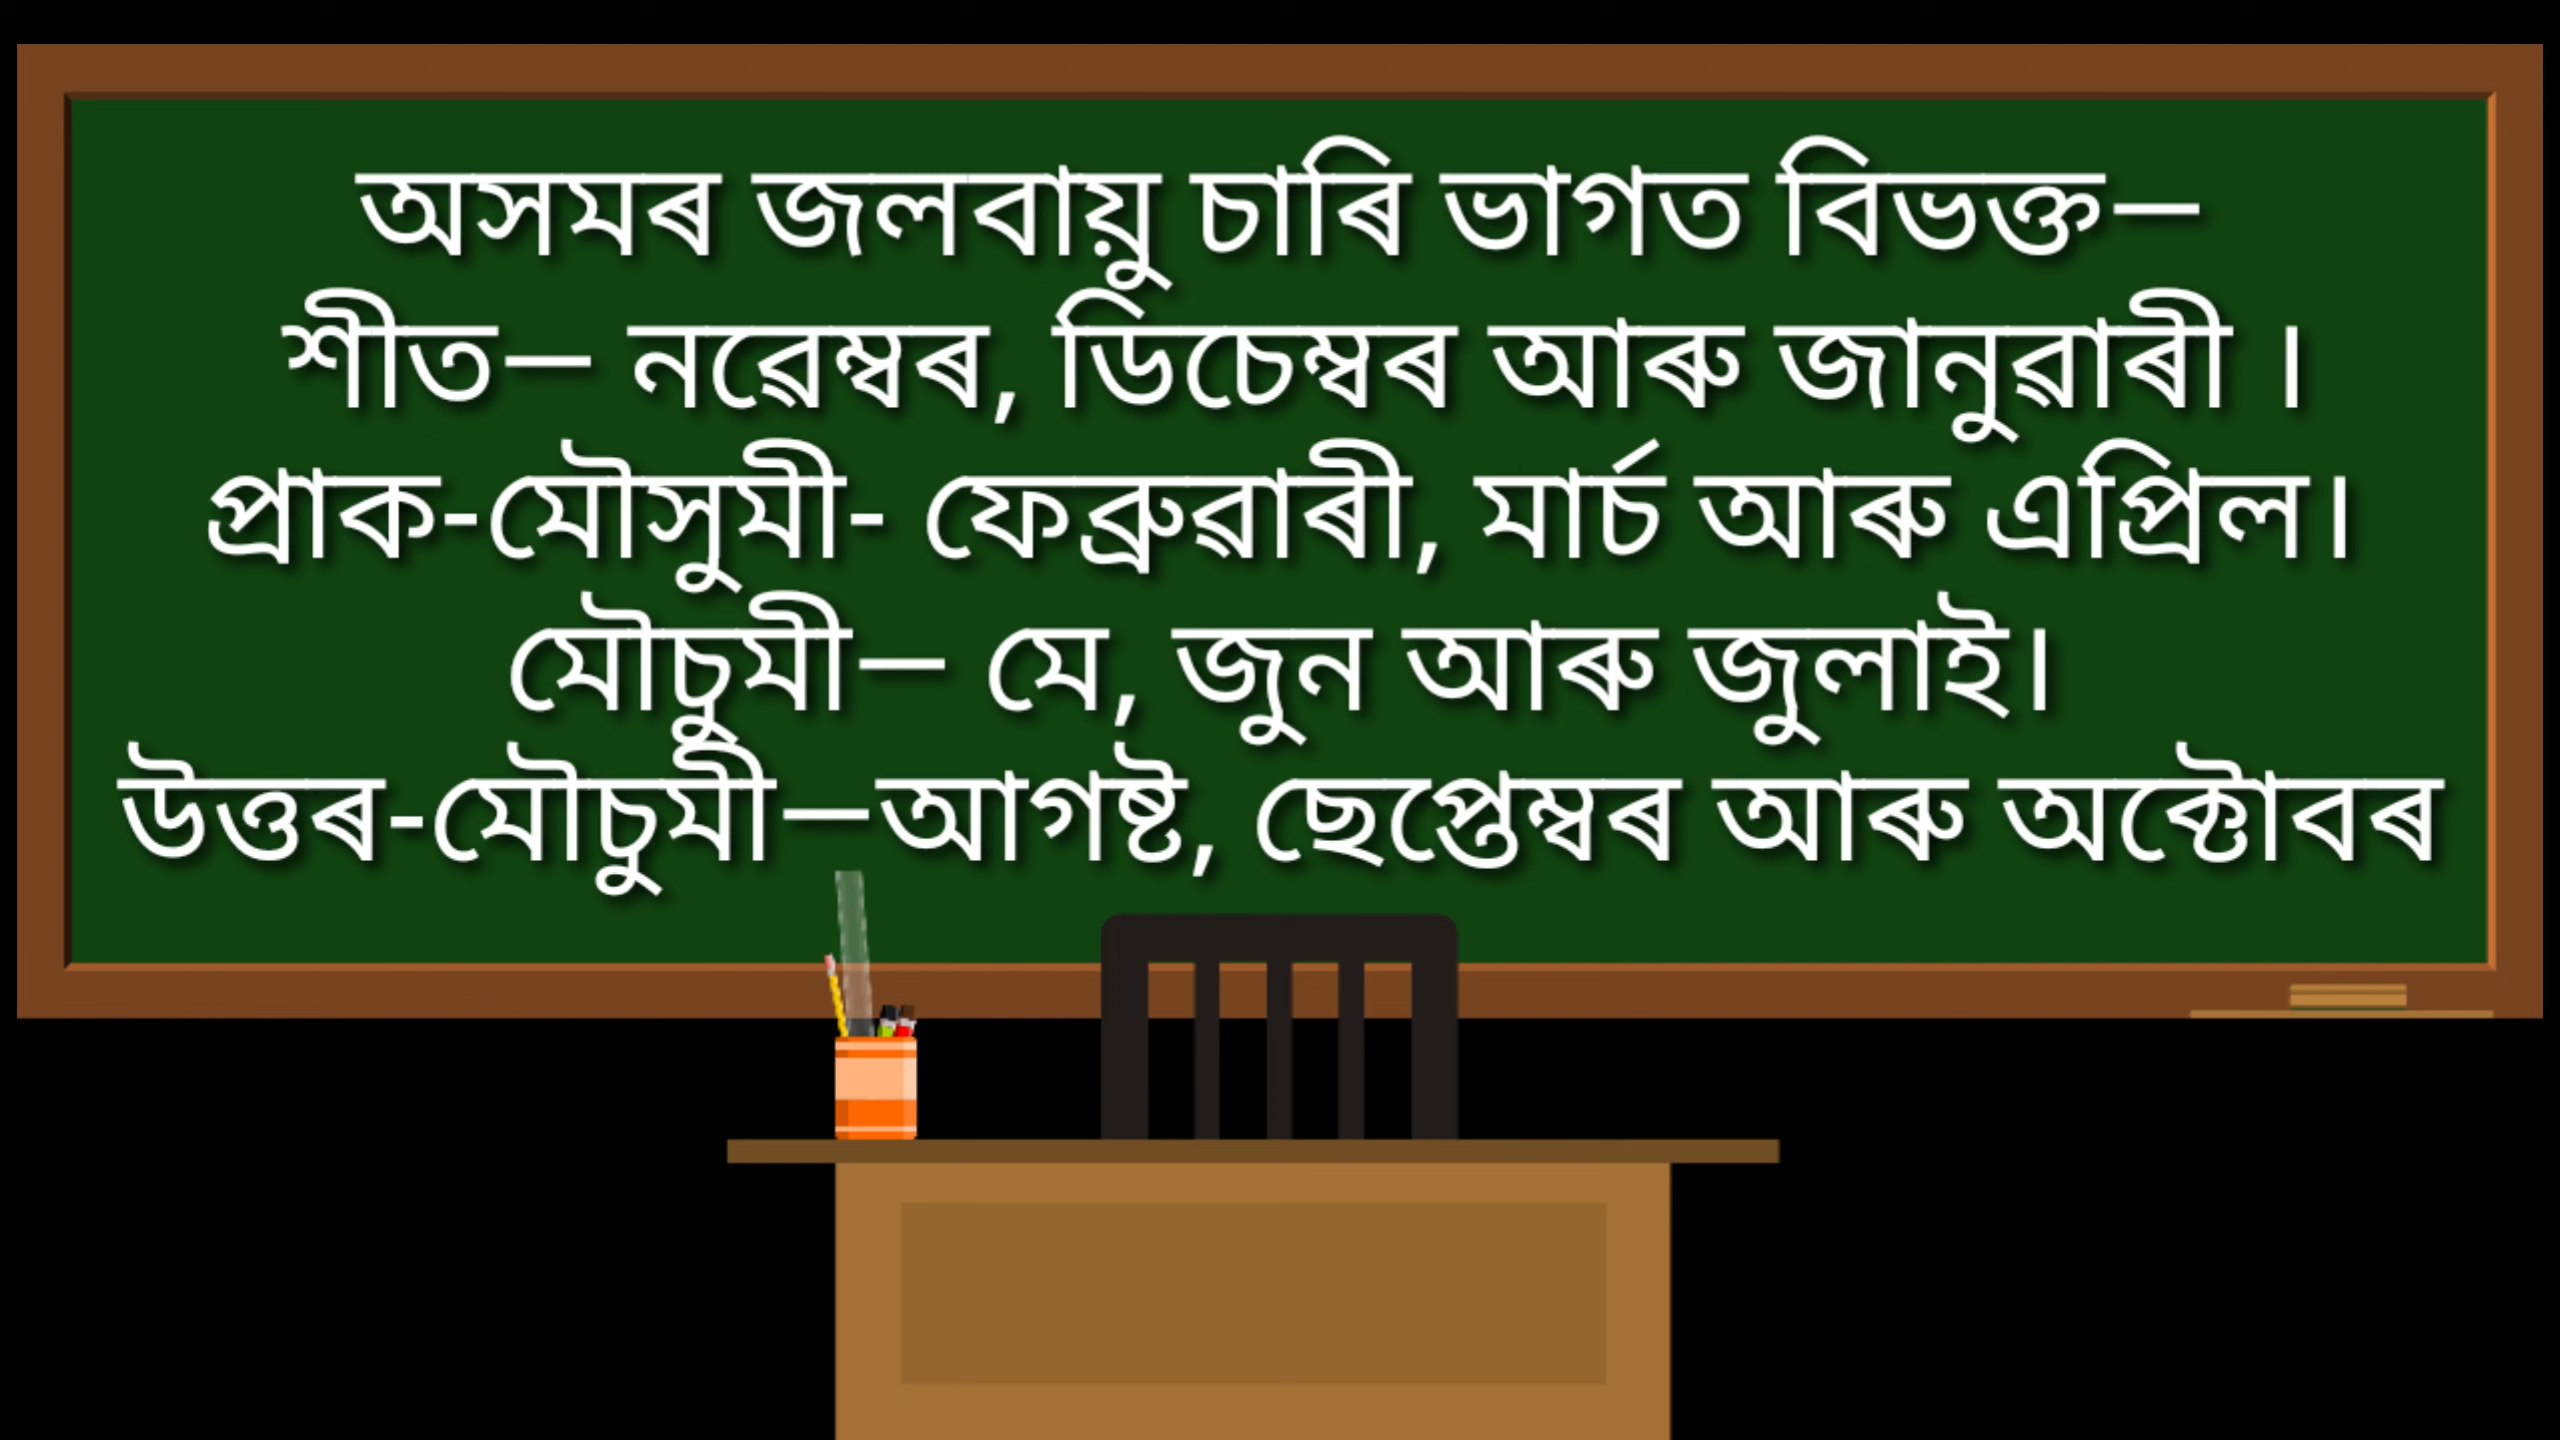 অসমৰ জলবায়ু চাৰি ভাগত বিভক্ত–
শীত– নৱেম্বৰ, ডিচেম্বৰ আৰু জানুৱাৰী ।
প্ৰাক-মৌসুমী- ফেব্ৰুৱাৰী, মাৰ্চ আৰু এপ্ৰিল।
মৌচুমী– মে, জুন আৰু জুলাই।
উত্তৰ-মৌচুমী–আগষ্ট, ছেপ্তেম্বৰ আৰু অক্টোবৰ